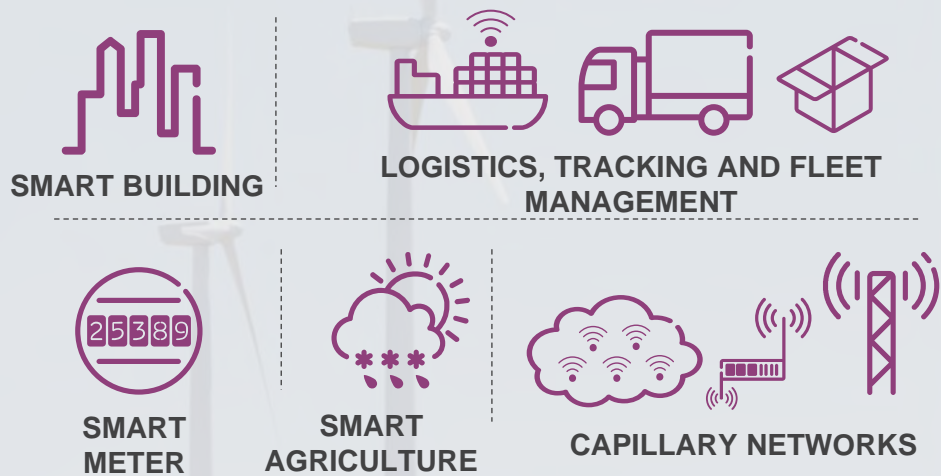 SMART BUILDING
LOGISTICS, TRACKING AND FLEET
MANAGEMENT
25389
SMART
METER
SMART
AGRICULTURE
CAPILLARY NETWORKS